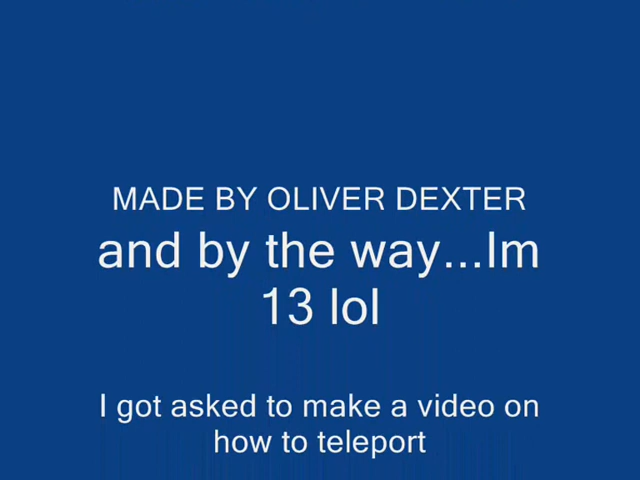 MADE BY OLIVER DEXTER
and by the way...Im
13 lol
I got asked to make a video on
how to teleport